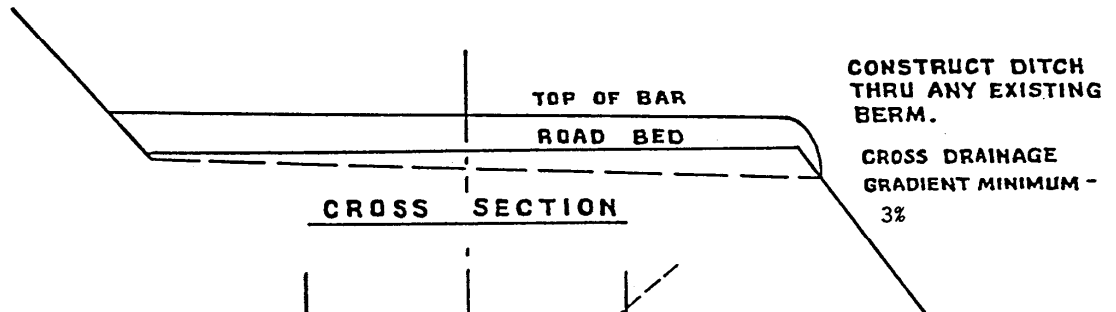 TOP OF BAR
ROAD BED
CROSS SECTION
CONSTRUCT DITCH
THRU ANY EXISTING
BERM.
CROSS DRAINAGE
GRADIENT MINIMUM -
3%